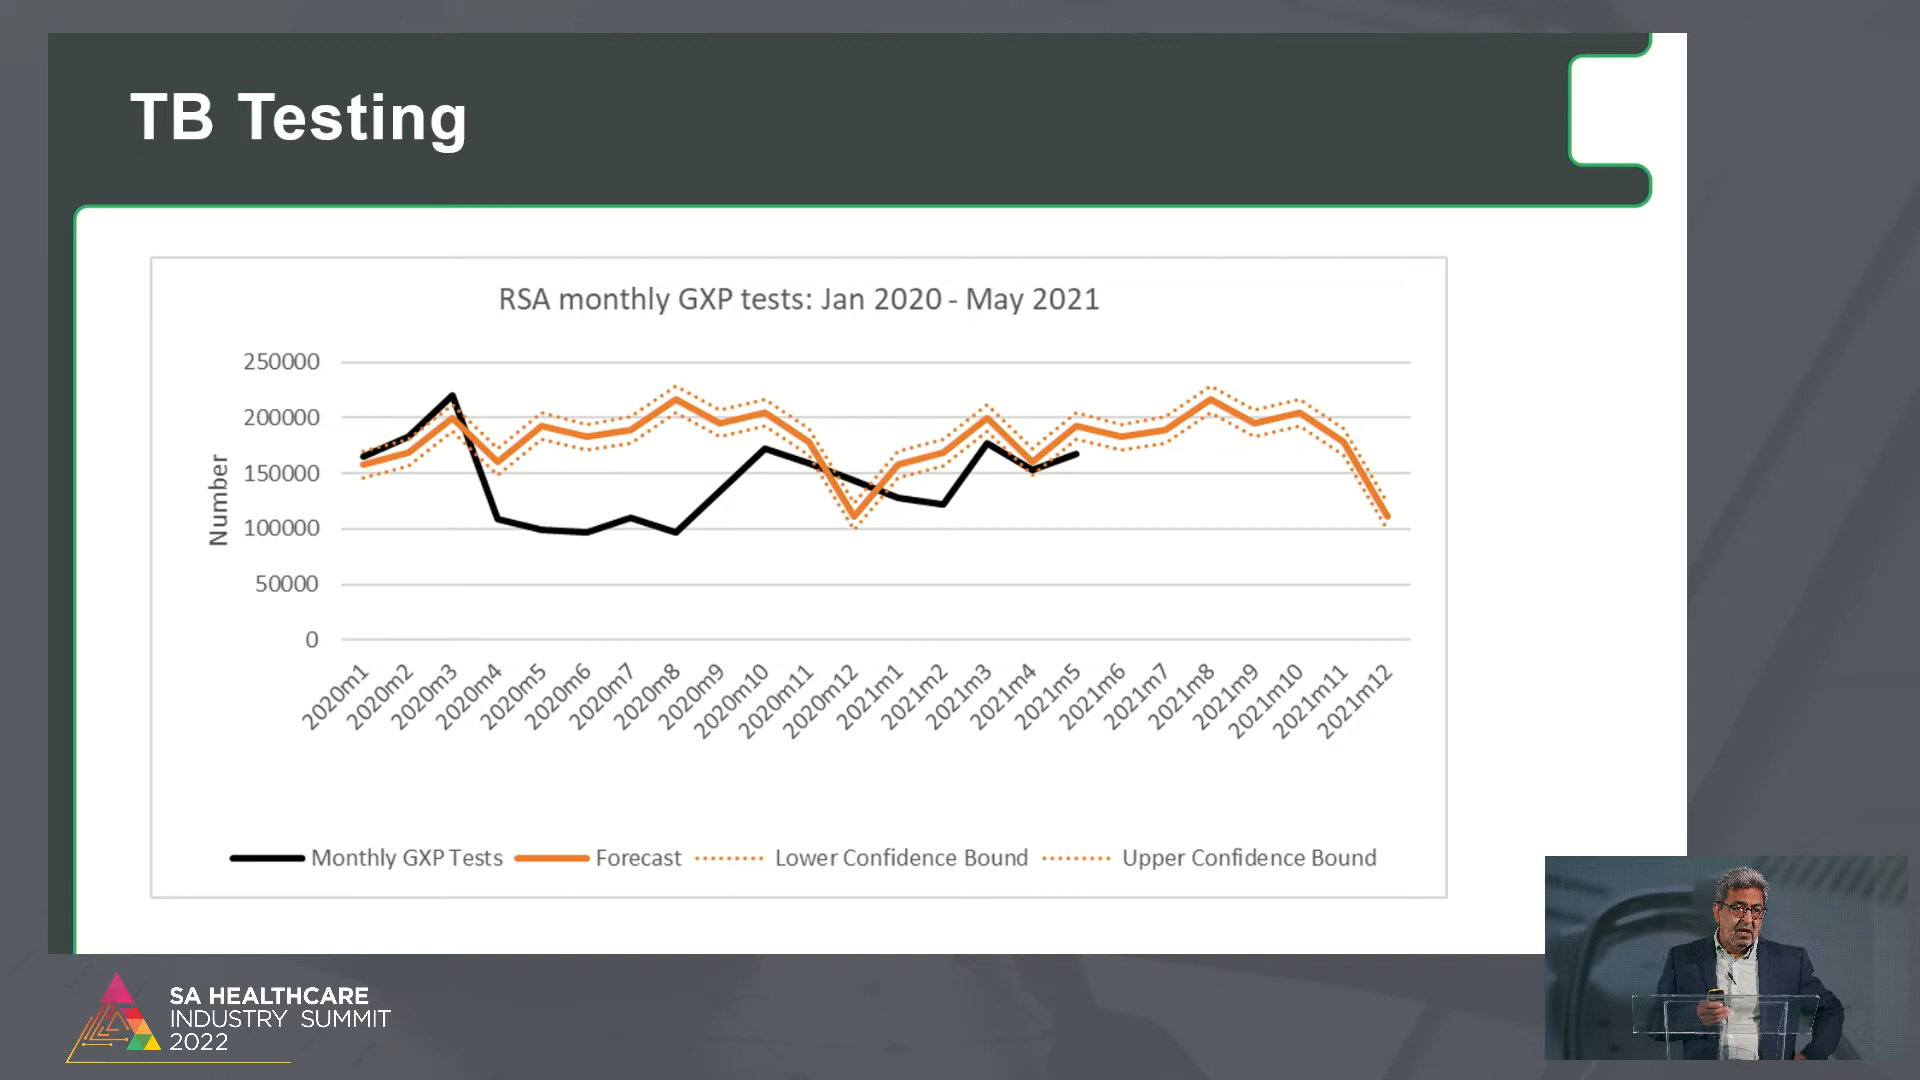 TB Testing
RSA monthly GXP tests: Jan 2020 - May 2021
250000
200000
150000
100000
50000
0
Number
2020m1
2020m2
2020m3
2020m4
2020m5
2020m6
2020m7
2020m8
2020m9
2020m10
2020m11
2020m12
2021m1
2021m2
2021m3
2021m4
2021m5
2021m6
2021m7
2021m8
2021m9
2021m10
2021m11
2021m12
Monthly GXP Tests Forecast Lower Confidence Bound Upper Confidence Bound
SA HEALTHCARE
INDUSTRY SUMMIT
2022